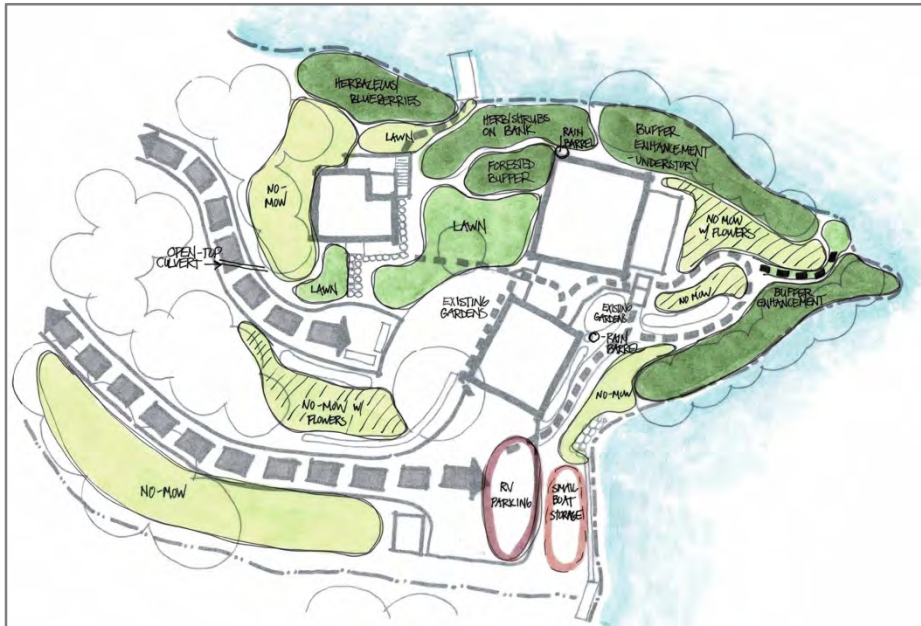 HERBACEOUS/
BLUEBERRIES
LAWN
HERB/SHRUBS
ON BANK
RAIN
BARREL
BUFFER
ENHANCEMENT
-UNDERSTORY
FORESTED
BUFFER
NO-
MOW
LAWN
NO MOW
W/ FLOWERS
OPEN-TOP
CULVERT
LAWN
EXISTING
GARDENS
EXISTING
GARDENS
NO MOW
BUFFER
ENHANCEMENT
RAIN
BARREL
NO-MOW W/
FLOWERS
NO-MOW
NO-MOW
RV
PARKING
SMALL
BOAT
STORAGE